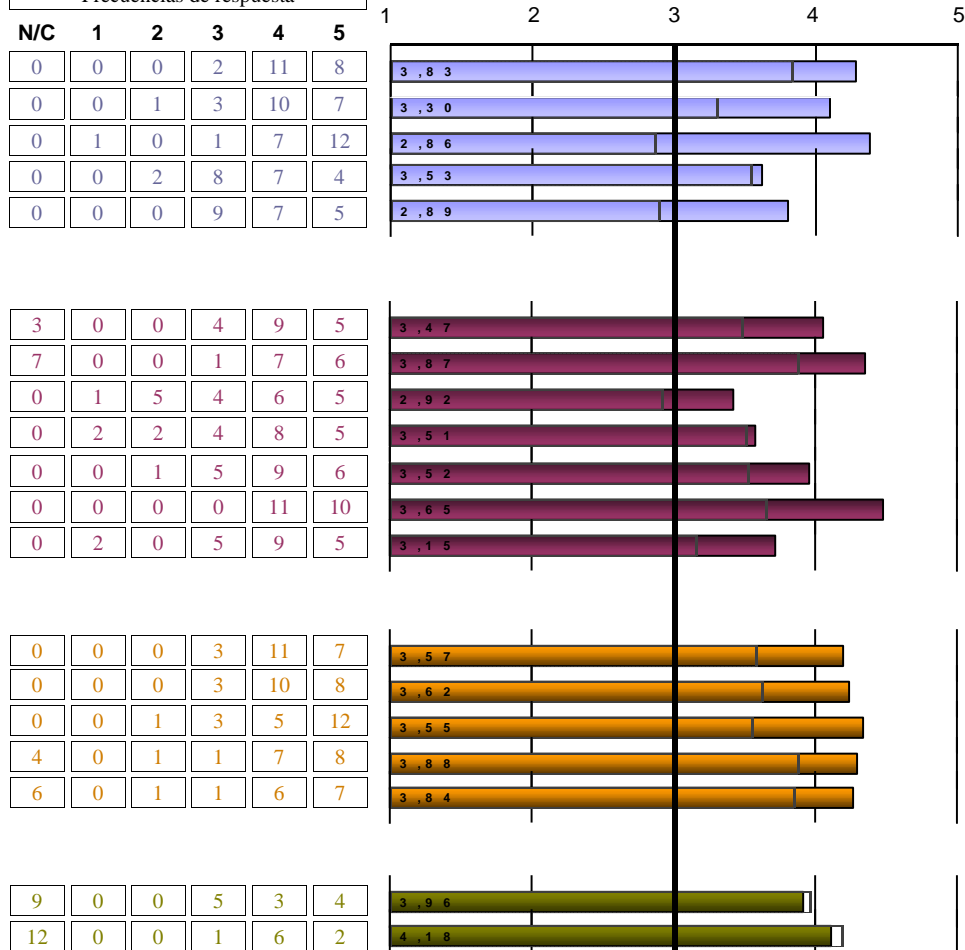 Frecuencias de respuesta
N/C 1 2 3 4 5
1 2 3 4 5
0 0 0 2 11 8 3,83
0 0 1 3 10 7 3,30
0 1 0 1 7 12 2,86
0 0 2 8 7 4 3,53
0 0 0 9 7 5 2,89
3 0 0 4 9 5 3,47
7 0 0 1 7 6 3,87
0 1 5 4 6 5 2,92
0 2 2 4 8 5 3,51
0 0 1 5 9 6 3,52
0 0 0 0 11 10 3,65
0 2 0 5 9 5 3,15
0 0 0 3 11 7 3,57
0 0 0 3 10 8 3,62
0 0 1 3 5 12 3,55
4 0 1 1 7 8 3,88
6 0 1 1 6 7 3,84
9 0 0 5 3 4 3,96
12 0 0 1 6 2 4,18